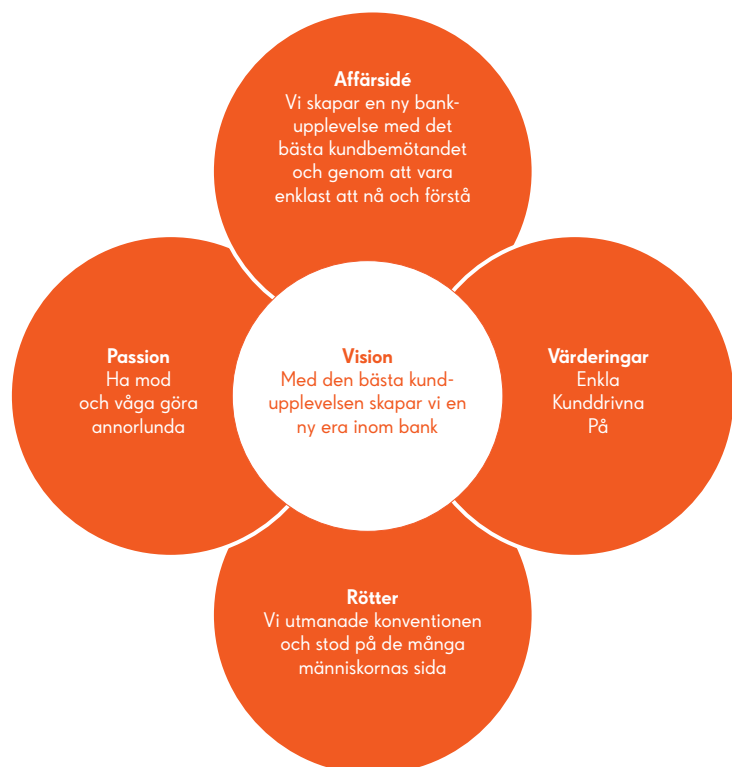 Affärsidé
Vi skapar en ny bank-
upplevelse med det
bästa kundbemötandet
och genom att vara
enklast att nå och förstå
Passion
Ha mod
och våga göra
annorlunda
Vision
Med den bästa kund-
upplevelsen skapar vi en
ny era inom bank
Värderingar
Enkla
Kunddrivna
På
Rötter
Vi utmanade konventionen
och stod på de många
människornas sida